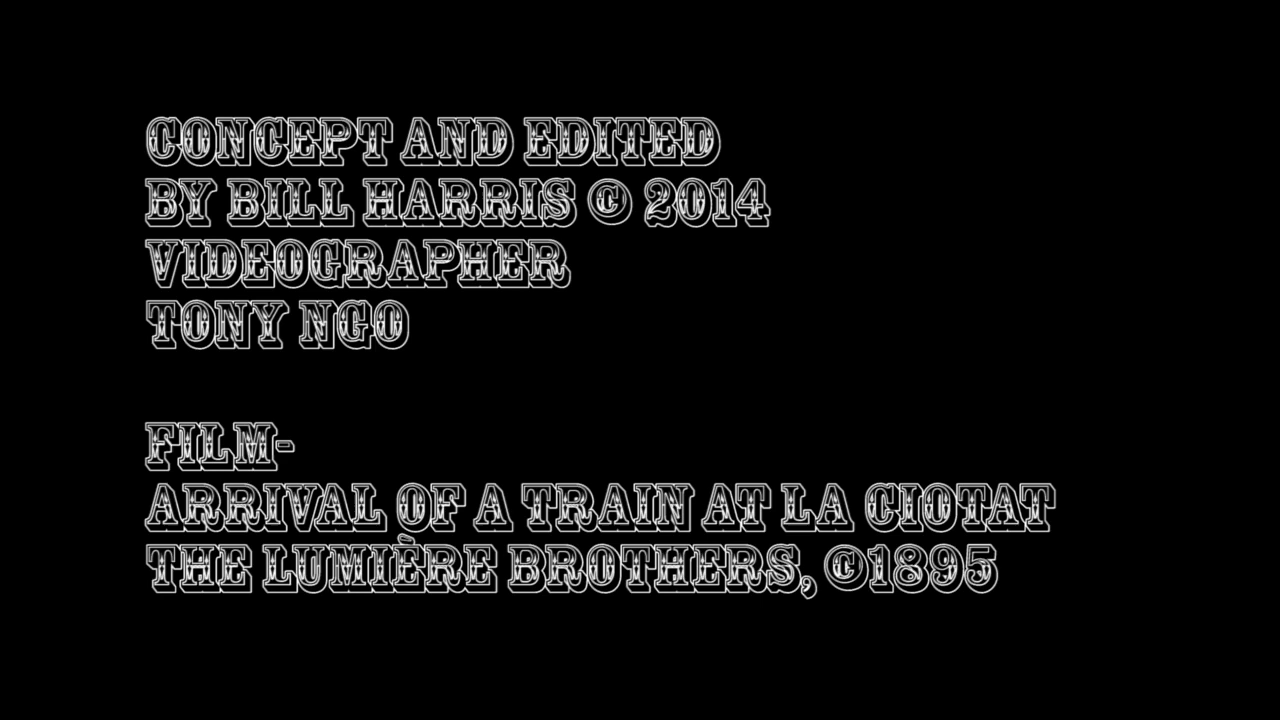 CONCEPT AND EDITED
BY BILL HARRIS © 2014
VIDEOGRAPHER
TONY NGO
FILM-
ARRIVAL OF A TRAIN AT LA CIOTAT
THE LUMIÈRE BROTHERS, ©1895